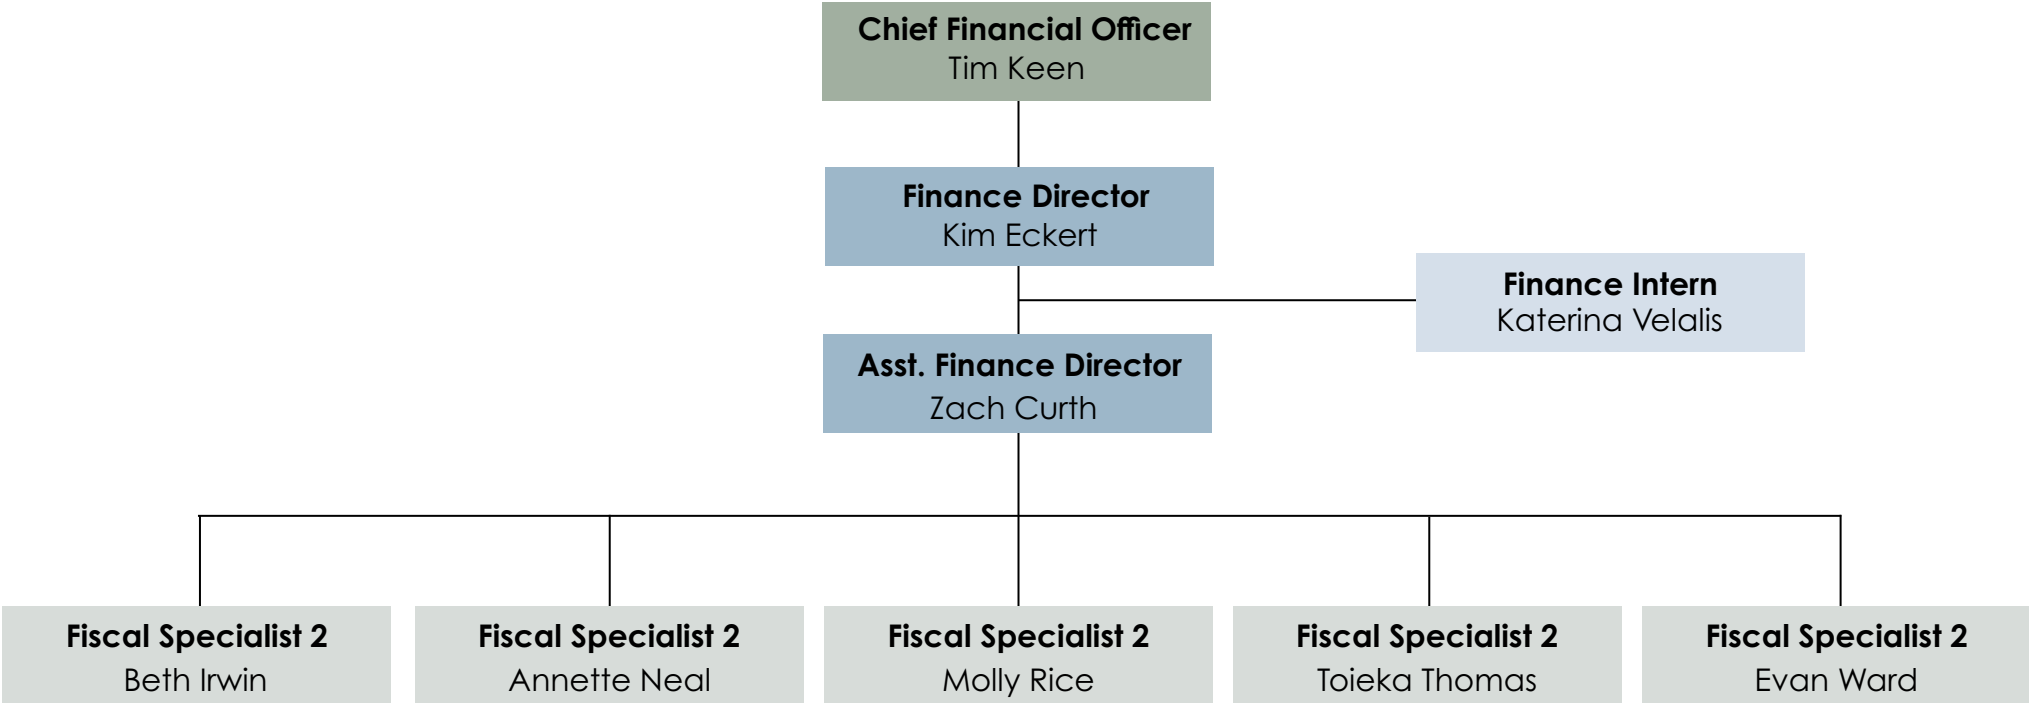 Chief Financial Officer
Tim Keen
Finance Director
Kim Eckert
Finance Intern
Katerina Velalis
Asst. Finance Director
Zach Curth
Fiscal Specialist 2
Beth Irwin
Fiscal Specialist 2
Annette Neal
Fiscal Specialist 2
Molly Rice
Fiscal Specialist 2
Toieka Thomas
Fiscal Specialist 2
Evan Ward